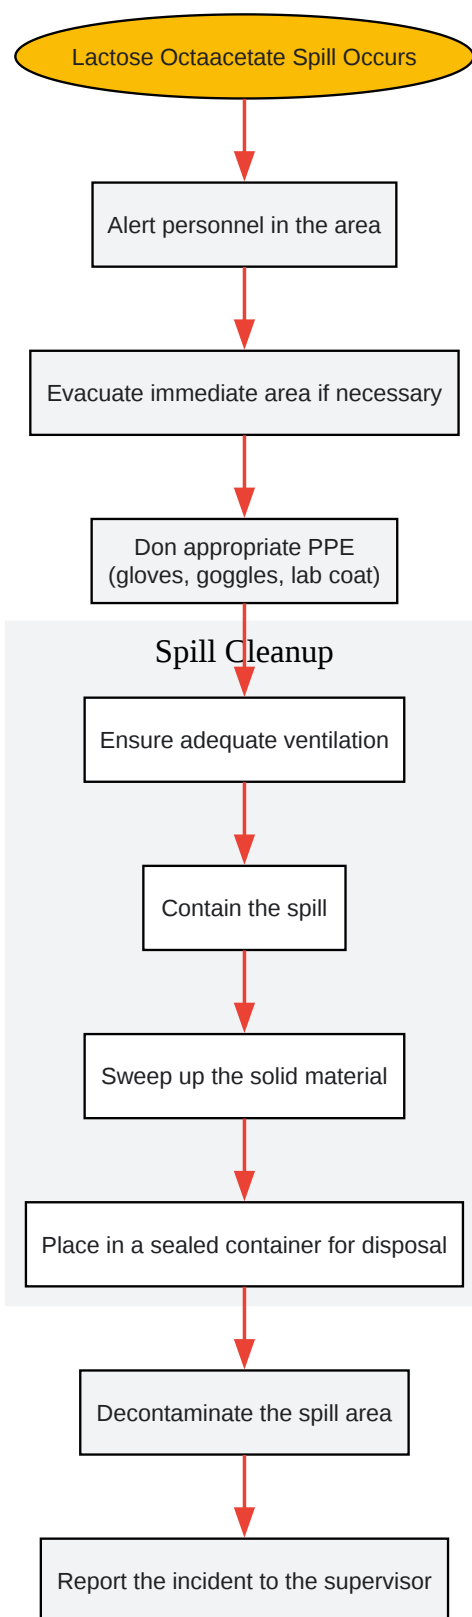 Lactose Octaacetate Spill Occurs
Alert personnel in the area
Evacuate immediate area if necessary
Don appropriate PPE
(gloves, goggles, lab coat)
Spill Cleanup
Ensure adequate ventilation
Contain the spill
Sweep up the solid material
Place in a sealed container for disposal
Decontaminate the spill area
Report the incident to the supervisor